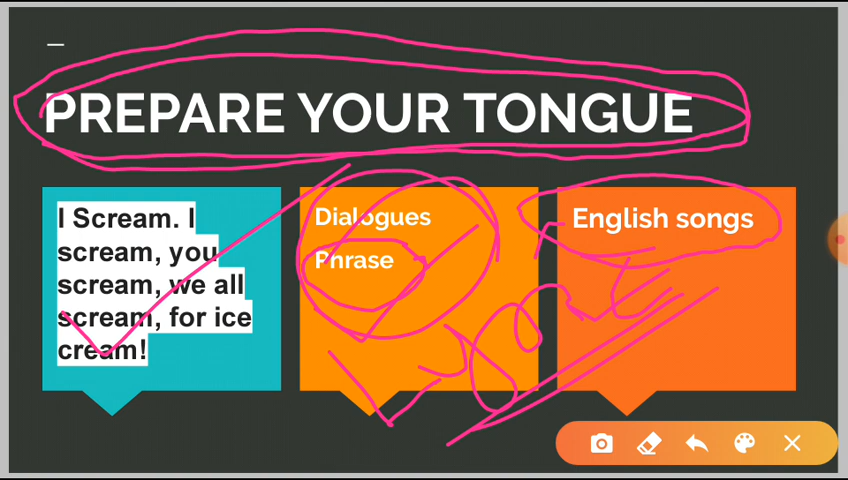 PREPARE YOUR TONGUE
I Scream. I
scream, you
scream, we all
scream, for ice
cream!
Dialogues
Phrase
English songs